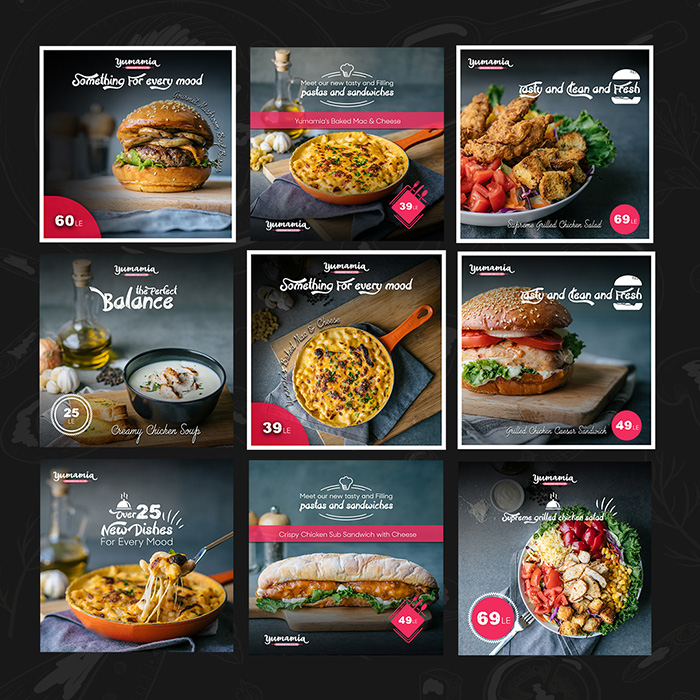 Yumamia
Something For every mood
60 LE
Meet our new tasty and Filling
pastas and sandwiches
Yumamia's Baked Mac & Cheese
39 LE
Yumamia
Yumamia
Tasty and Clean and Fresh
Supreme Grilled Chicken Salad
69 LE
Yumamia
the Perfect
Balance
25
LE
Creamy Chicken Soup
Yumamia
Something For every mood
Baked Mac & Cheese
39 LE
Yumamia
Tasty and Clean and Fresh
Grilled Chicken Caesar Sandwich
49 LE
Yumamia
Over 25
New Dishes
For Every Mood
Meet our new tasty and Filling
pastas and sandwiches
Crispy Chicken Sub Sandwich with Cheese
49 LE
Yumamia
Yumamia
Supreme grilled chicken salad
69 LE